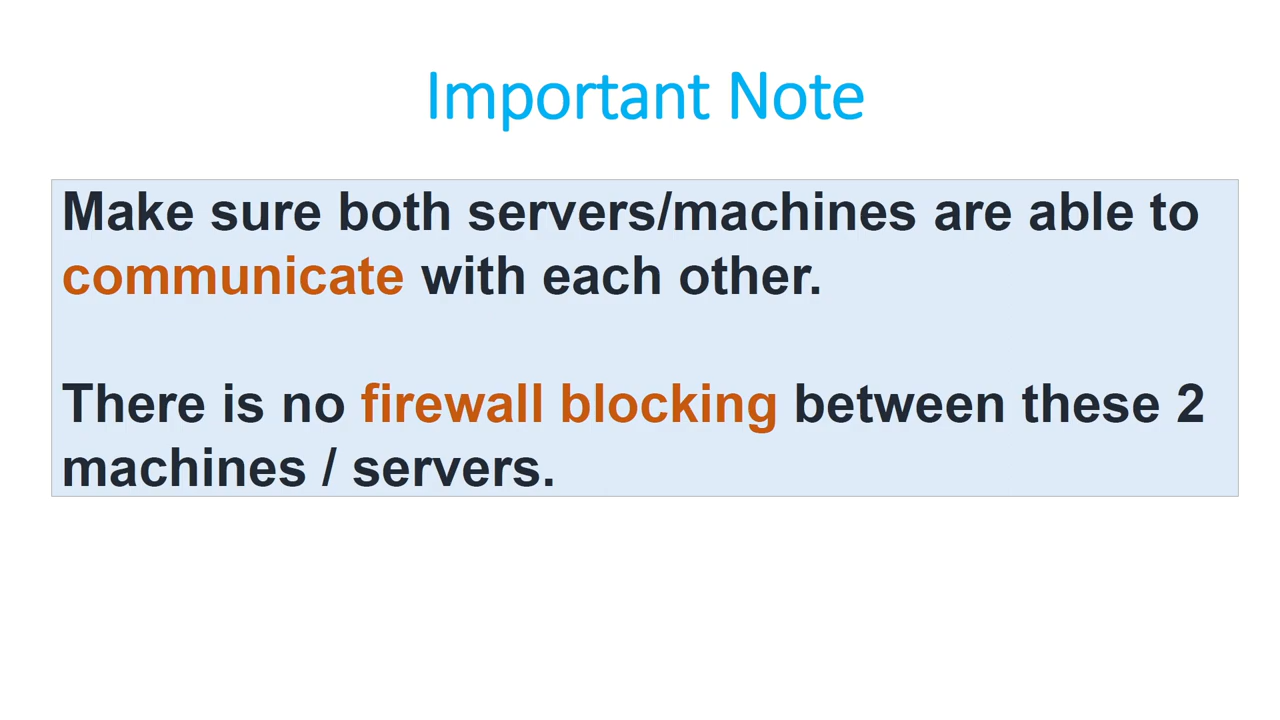 Important Note
Make sure both servers/machines are able to
communicate with each other.
There is no firewall blocking between these 2
machines / servers.